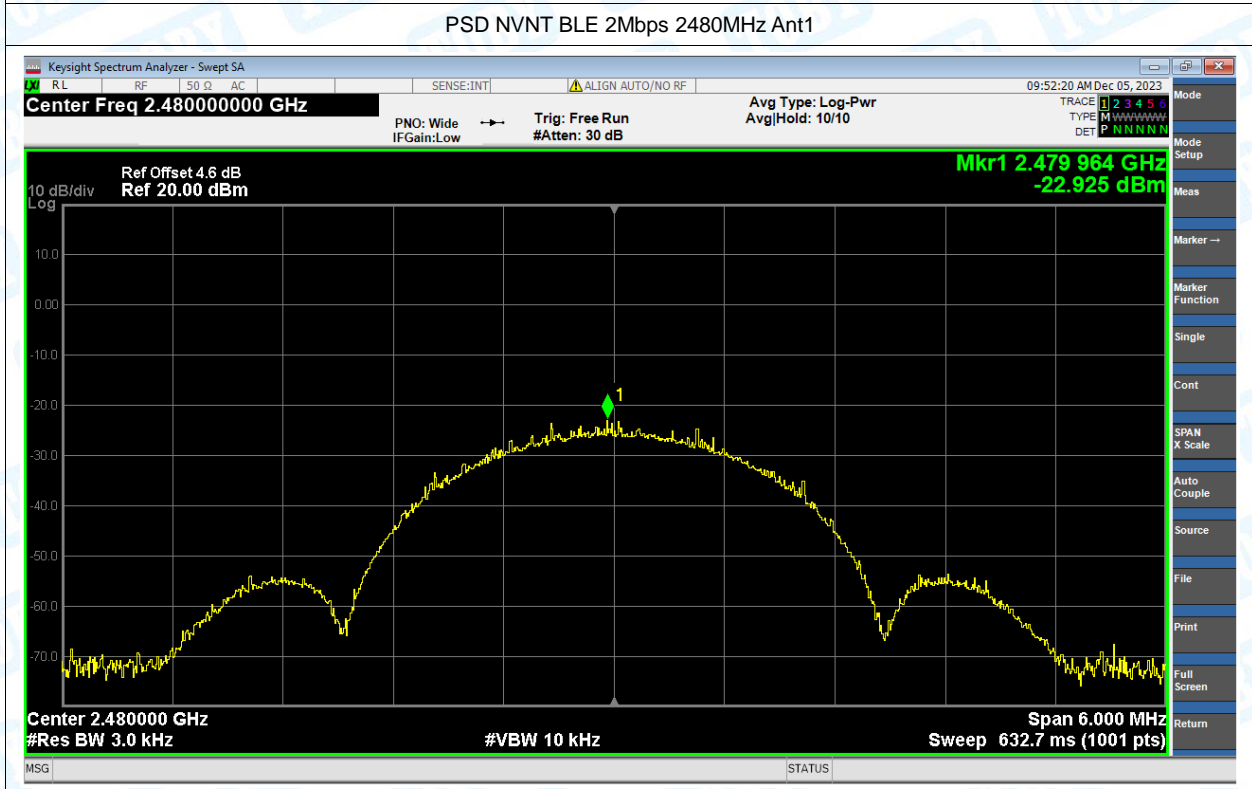 PSD NVNT BLE 2Mbps 2480MHz Ant1
Keysight Spectrum Analyzer - Swept SA
LXI RL RF 50 Ω AC SENSE:INT ALIGN AUTO/NO RF 09:52:20 AM Dec 05, 2023
Center Freq 2.480000000 GHz
PNO: Wide
IFGain:Low
Trig: Free Run
#Atten: 30 dB
Avg Type: Log-Pwr
Avg|Hold: 10/10
TRACE 1 2 3 4 5 6
TYPE M WWWWW
DET P N N N N N
Ref Offset 4.6 dB
10 dB/div Ref 20.00 dBm
Log
Mkr1 2.479 964 GHz
-22.925 dBm
10.0
0.00
-10.0
-20.0
-30.0
-40.0
-50.0
-60.0
-70.0
1
Center 2.480000 GHz Span 6.000 MHz
#Res BW 3.0 kHz #VBW 10 kHz Sweep 632.7 ms (1001 pts)
MSG STATUS
Mode
Mode
Setup
Meas
Marker →
Marker
Function
Single
Cont
SPAN
X Scale
Auto
Couple
Source
File
Print
Full
Screen
Return